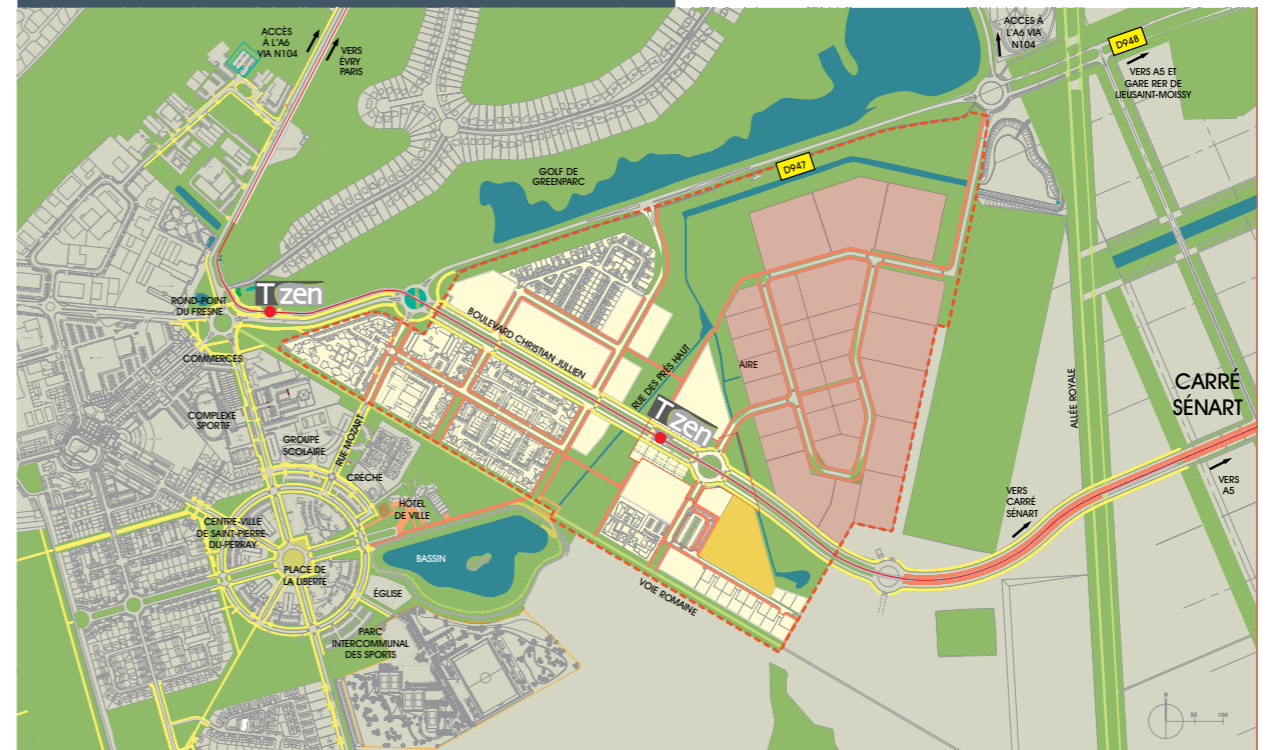 ACCÈS
À L'A6
VIA N104
VERS
ÉVRY
PARIS
ACCÈS À
L'A6 VIA
N104
D948
VERS A5 ET
GARE RER DE
LIEUSAINT-MOISSY
GOLF DE
GREENPARC
D947
T zen
ROND-POINT
DU FRESNE
BOULEVARD CHRISTIAN JULLIEN
RUE DES PRÉS HAUT
AIRE
COMMERCES
ALLÉE ROYALE
CARRÉ
SÉNART
T zen
COMPLEXE
SPORTIF
GROUPE
SCOLAIRE
RUE MOZART
CRÈCHE
HÔTEL
DE VILLE
VERS
CARRÉ
SÉNART
VERS
A5
CENTRE-VILLE
DE SAINT-PIERRE-
DU-PERRAY
BASSIN
PLACE DE
LA LIBERTÉ
ÉGLISE
VOIE ROMAINE
PARC
INTERCOMMUNAL
DES SPORTS
N
50 100